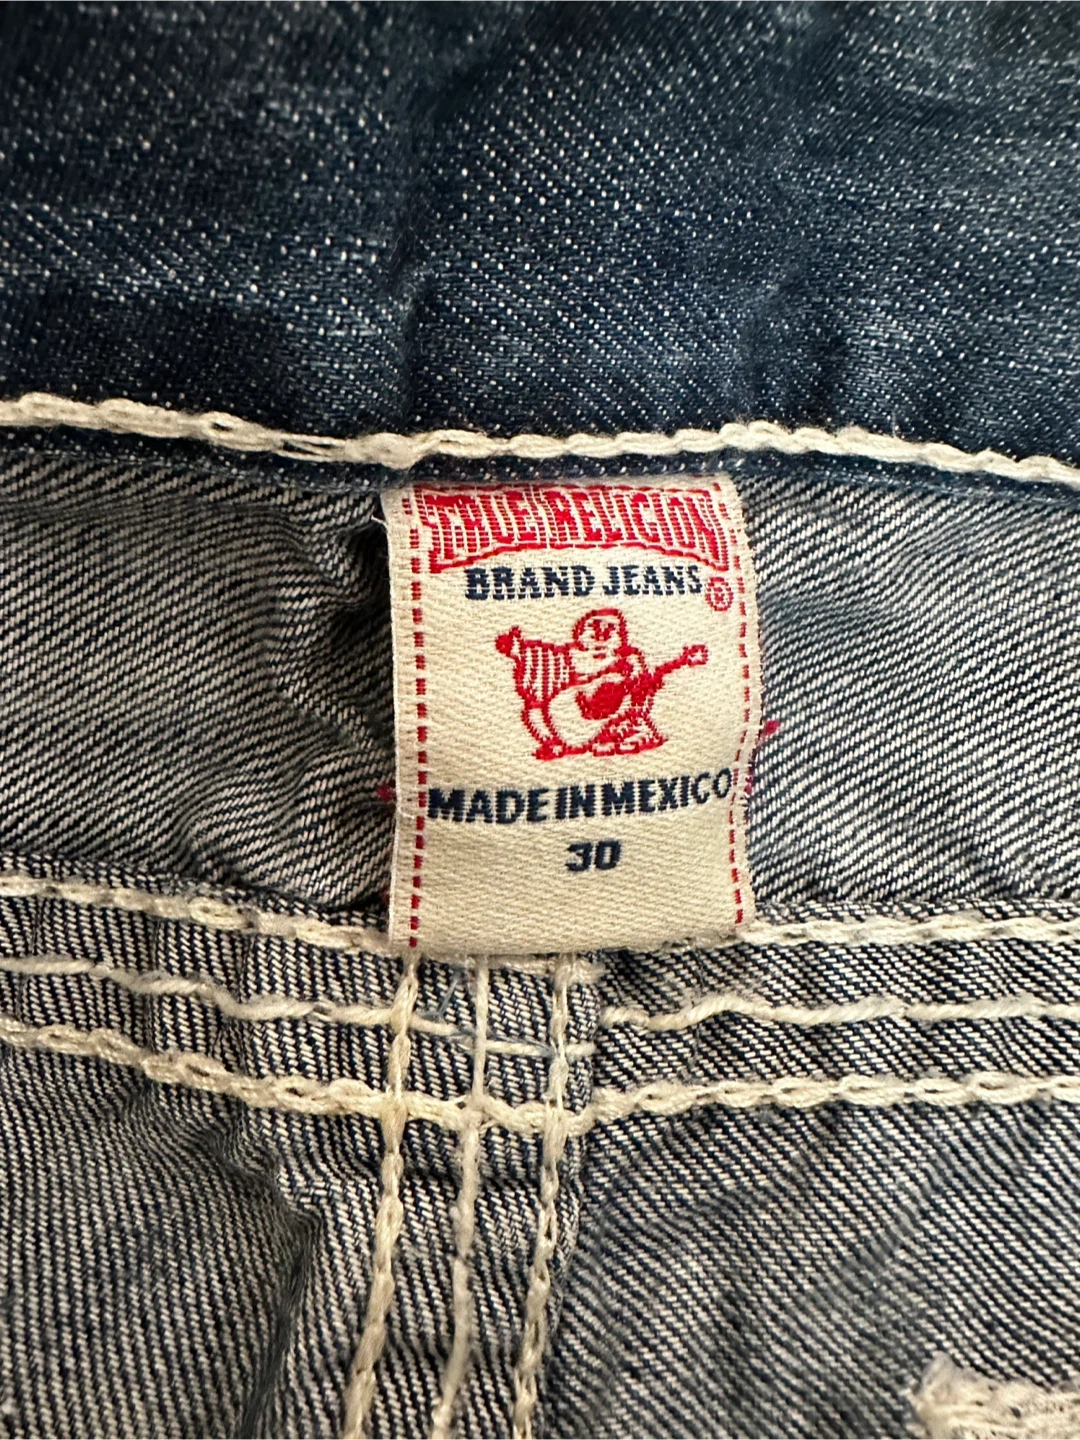 TRUE RELIGION
BRAND JEANS®
MADE IN MEXICO
30